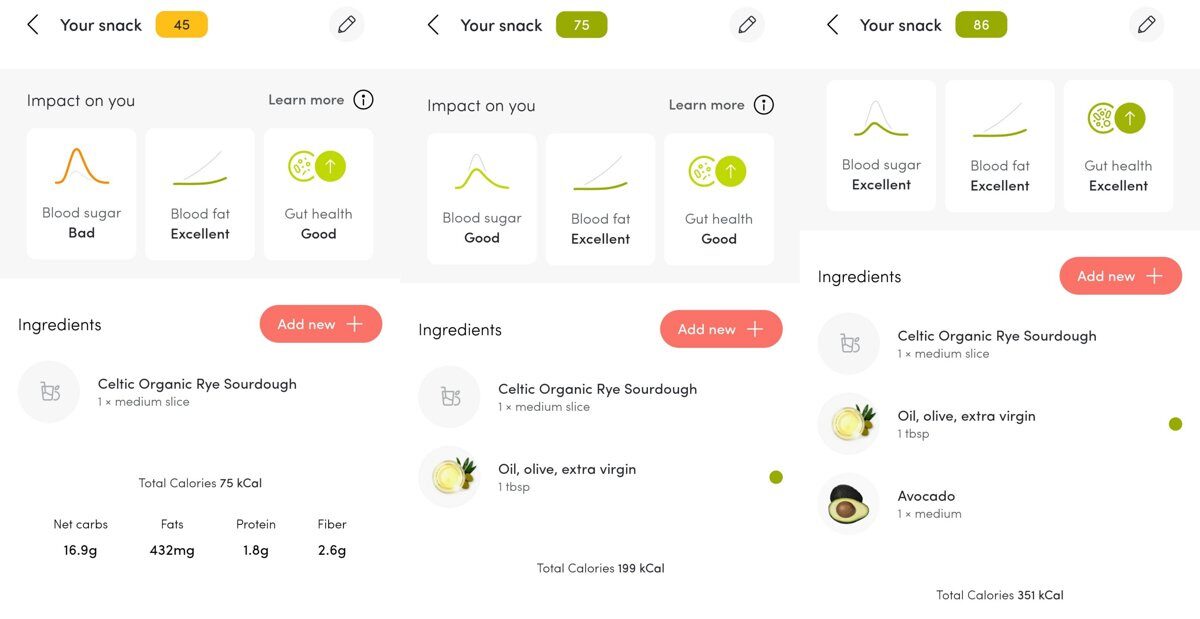 Your snack 45
Impact on you
Learn more
Blood sugar
Bad
Blood fat
Excellent
Gut health
Good
Ingredients
Add new
Celtic Organic Rye Sourdough
1 × medium slice
Total Calories 75 kCal
Net carbs Fats Protein Fiber
16.9g 432mg 1.8g 2.6g
Your snack 75
Impact on you
Learn more
Blood sugar
Good
Blood fat
Excellent
Gut health
Good
Ingredients
Add new
Celtic Organic Rye Sourdough
1 × medium slice
Oil, olive, extra virgin
1 tbsp
Total Calories 199 kCal
Your snack 86
Blood sugar
Excellent
Blood fat
Excellent
Gut health
Excellent
Ingredients
Add new
Celtic Organic Rye Sourdough
1 × medium slice
Oil, olive, extra virgin
1 tbsp
Avocado
1 × medium
Total Calories 351 kCal